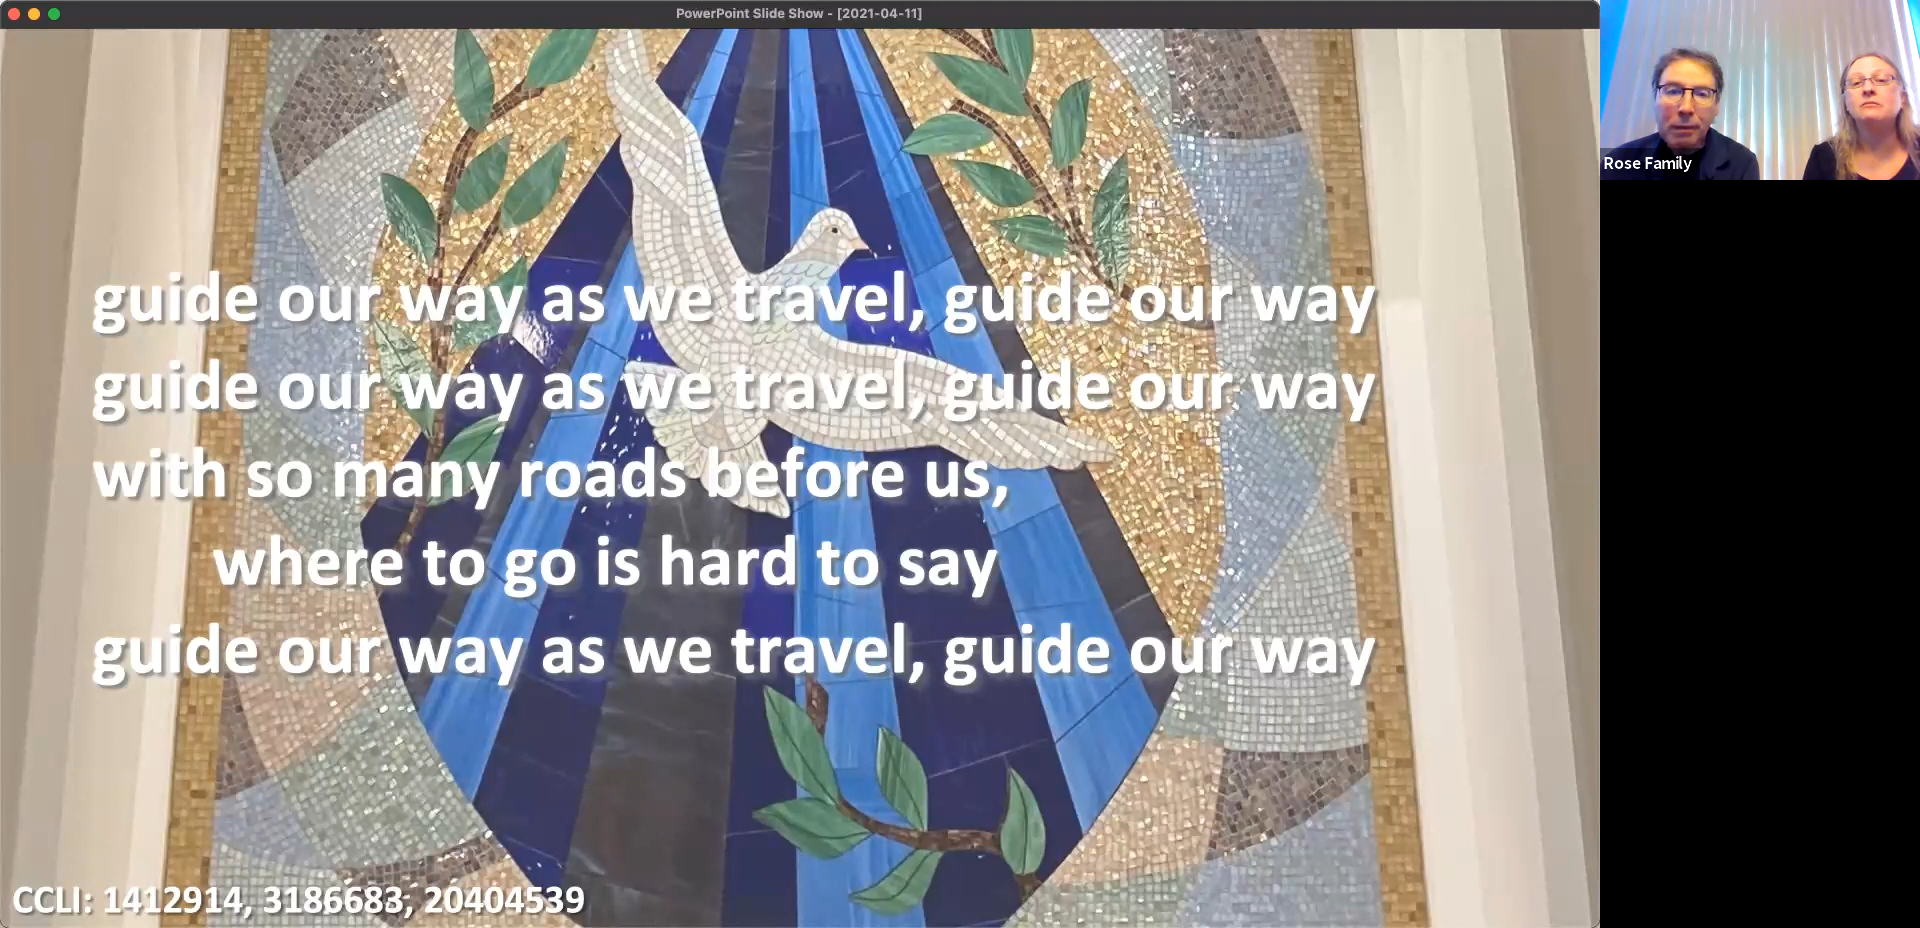 PowerPoint Slide Show - [2021-04-11]
Rose Family
guide our way as we travel, guide our way
guide our way as we travel, guide our way
with so many roads before us,
where to go is hard to say
guide our way as we travel, guide our way
CCLI: 1412914, 3186683, 20404539